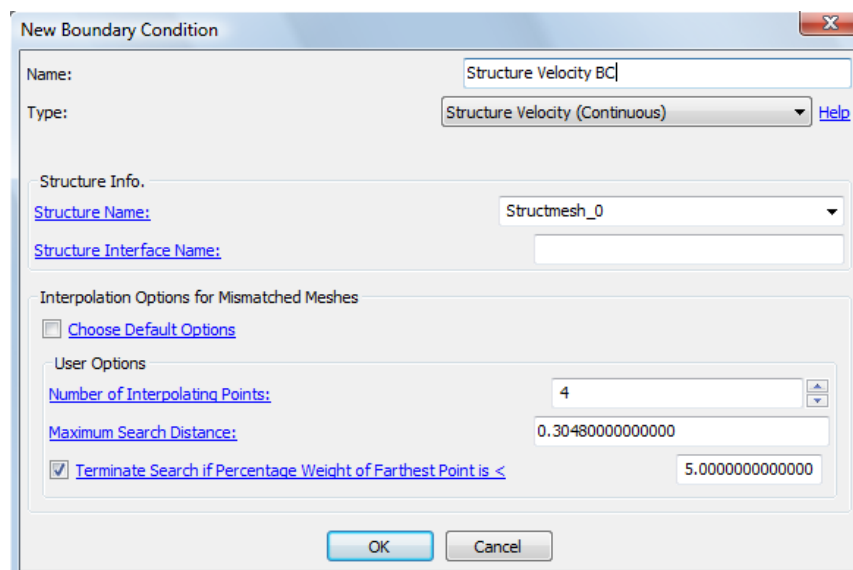 New Boundary Condition
Name: Structure Velocity BC
Type: Structure Velocity (Continuous) Help
Structure Info.
Structure Name: Structmesh_0
Structure Interface Name:
Interpolation Options for Mismatched Meshes
Choose Default Options
User Options
Number of Interpolating Points: 4
Maximum Search Distance: 0.30480000000000
Terminate Search if Percentage Weight of Farthest Point is < 5.0000000000000
OK Cancel